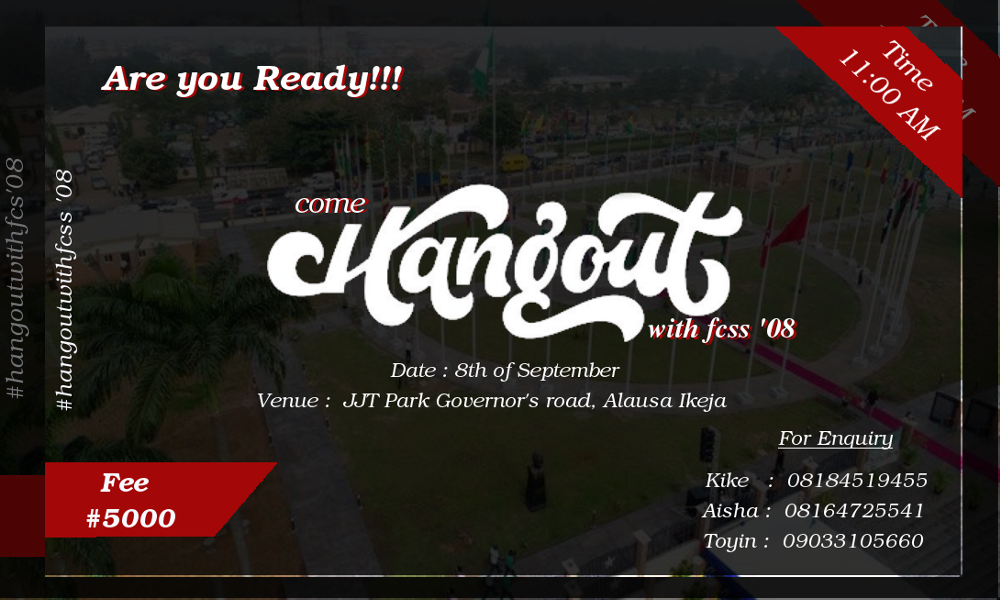 Are you Ready!!!
Time
11:00 AM
come
Hangout
with fcss '08
Date : 8th of September
Venue : JJT Park Governor's road, Alausa Ikeja
For Enquiry
Kike : 08184519455
Aisha : 08164725541
Toyin : 09033105660
Fee
#5000
#hangoutwithfcss '08
#hangoutwithfcs'08